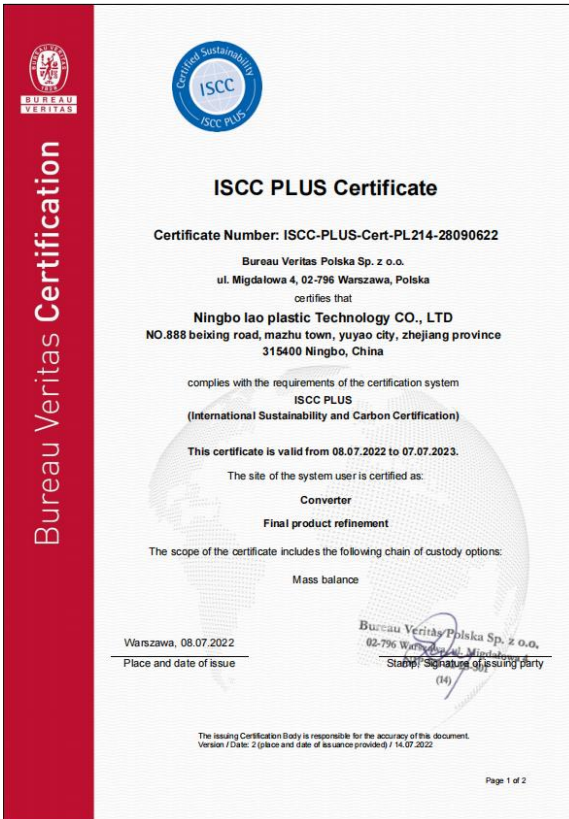 BUREAU VERITAS
1828
BUREAU
VERITAS
Bureau Veritas Certification
Certified Sustainability
ISCC
ISCC PLUS
ISCC PLUS Certificate
Certificate Number: ISCC-PLUS-Cert-PL214-28090622
Bureau Veritas Polska Sp. z o.o.
ul. Migdalowa 4, 02-796 Warszawa, Polska
certifies that
Ningbo lao plastic Technology CO., LTD
NO.888 beixing road, mazhu town, yuyao city, zhejiang province
315400 Ningbo, China
complies with the requirements of the certification system
ISCC PLUS
(International Sustainability and Carbon Certification)
This certificate is valid from 08.07.2022 to 07.07.2023.
The site of the system user is certified as:
Converter
Final product refinement
The scope of the certificate includes the following chain of custody options:
Mass balance
Bureau Veritas Polska Sp. z o.o.
02-796 Warszawa, ul. Migdałowa 4
(14)
Warszawa, 08.07.2022
Place and date of issue
Stamp, Signature of issuing party
The issuing Certification Body is responsible for the accuracy of this document.
Version / Date: 2 (place and date of issuance provided) / 14.07.2022
Page 1 of 2